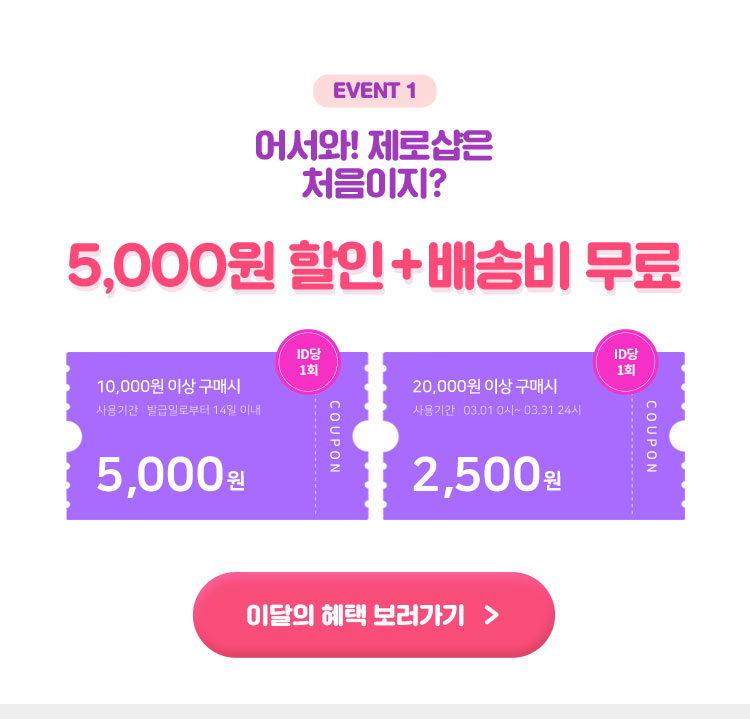 EVENT 1
어서와! 제로샵은
처음이지?
5,000원 할인+배송비 무료
ID당
1회
10,000원 이상 구매시
사용기간 발급일로부터 14일 이내
5,000원
COUPON
ID당
1회
20,000원 이상 구매시
사용기간 03.01 0시~ 03.31 24시
2,500원
COUPON
이달의 혜택 보러가기 >